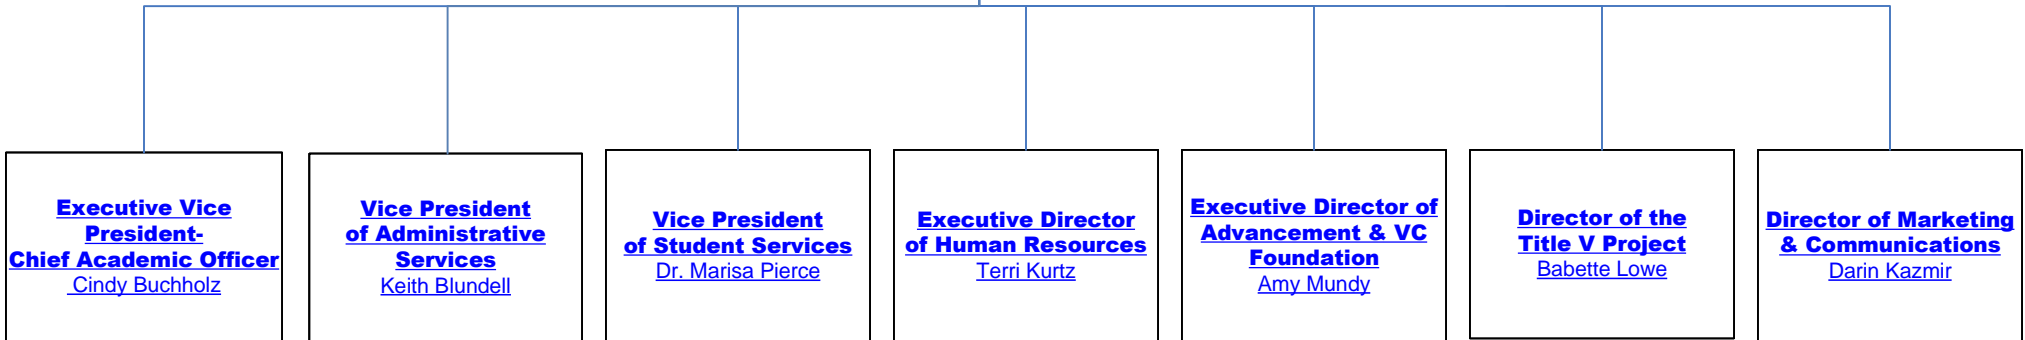 Executive Vice
President-
Chief Academic Officer
Cindy Buchholz
Vice President
of Administrative
Services
Keith Blundell
Vice President
of Student Services
Dr. Marisa Pierce
Executive Director
of Human Resources
Terri Kurtz
Executive Director of
Advancement & VC
Foundation
Amy Mundy
Director of the
Title V Project
Babette Lowe
Director of Marketing
& Communications
Darin Kazmir